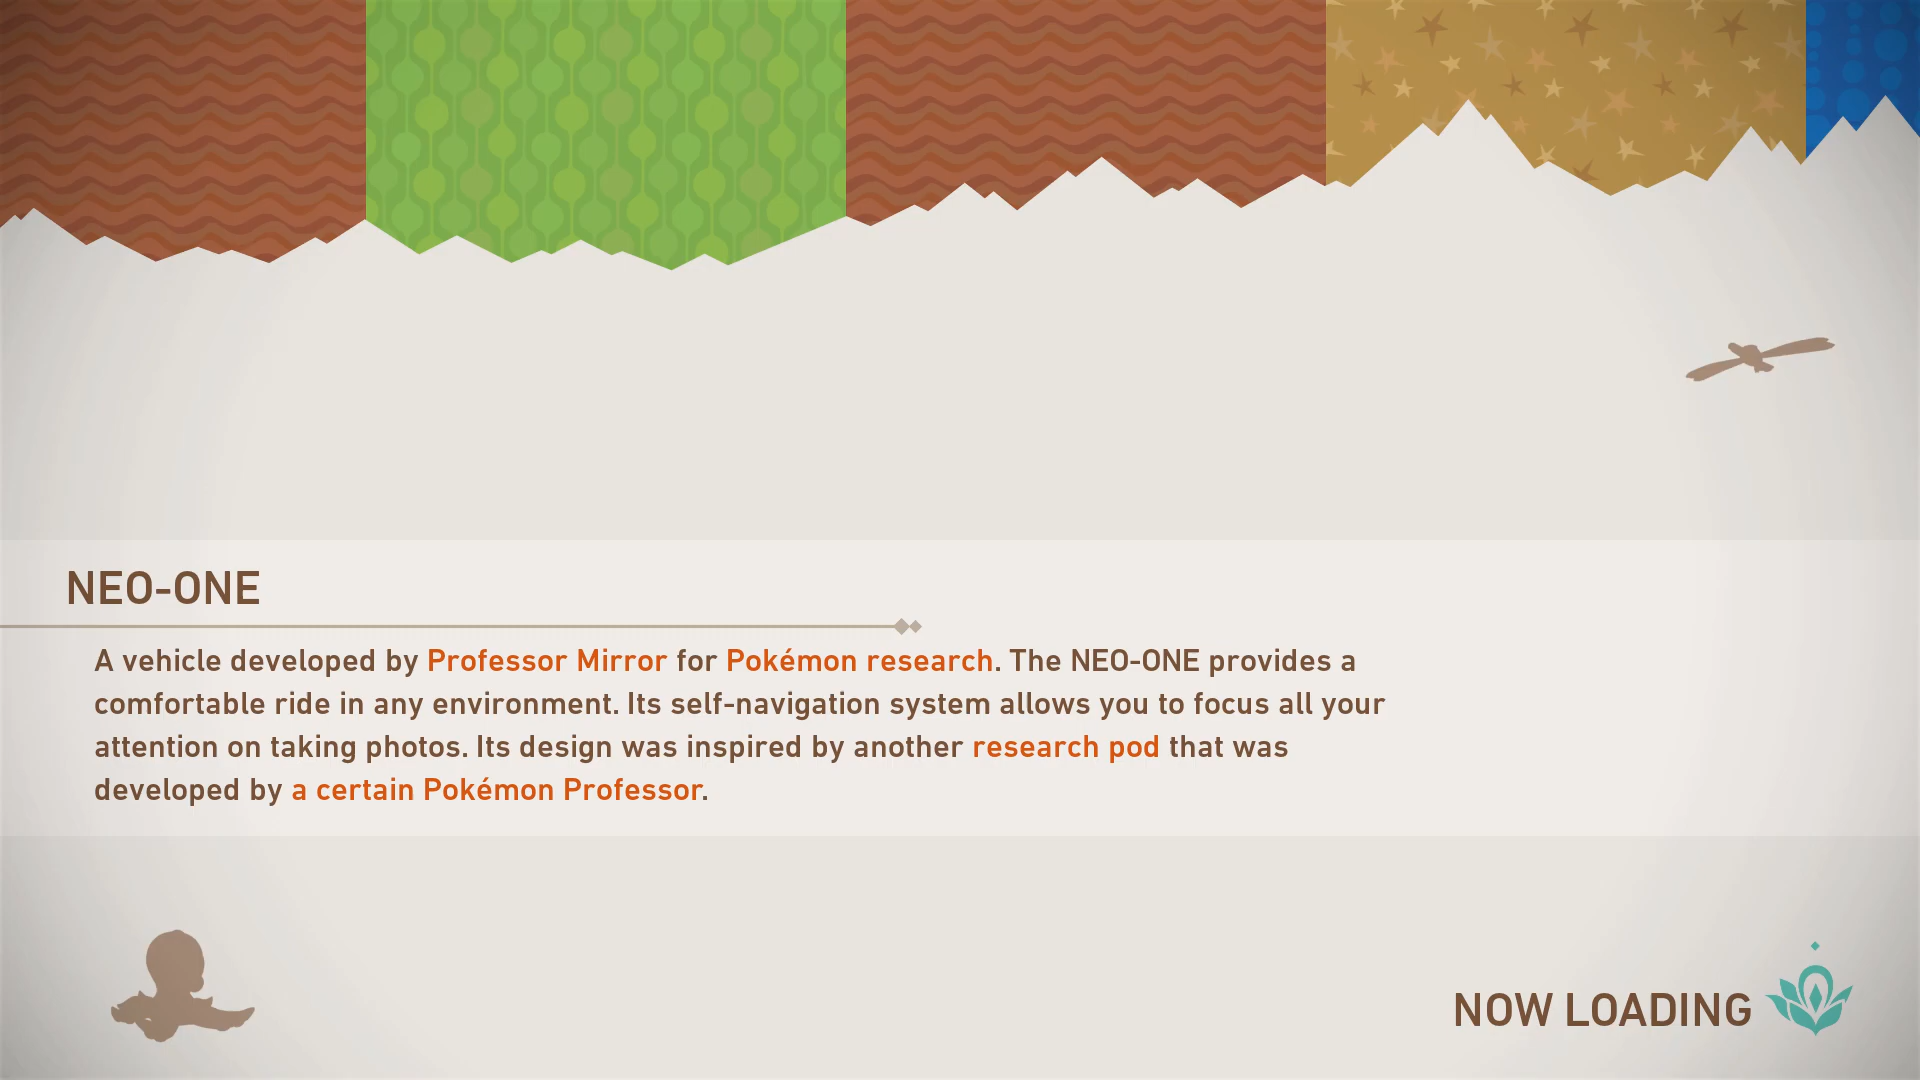 NEO-ONE
A vehicle developed by Professor Mirror for Pokémon research. The NEO-ONE provides a
comfortable ride in any environment. Its self-navigation system allows you to focus all your
attention on taking photos. Its design was inspired by another research pod that was
developed by a certain Pokémon Professor.
NOW LOADING